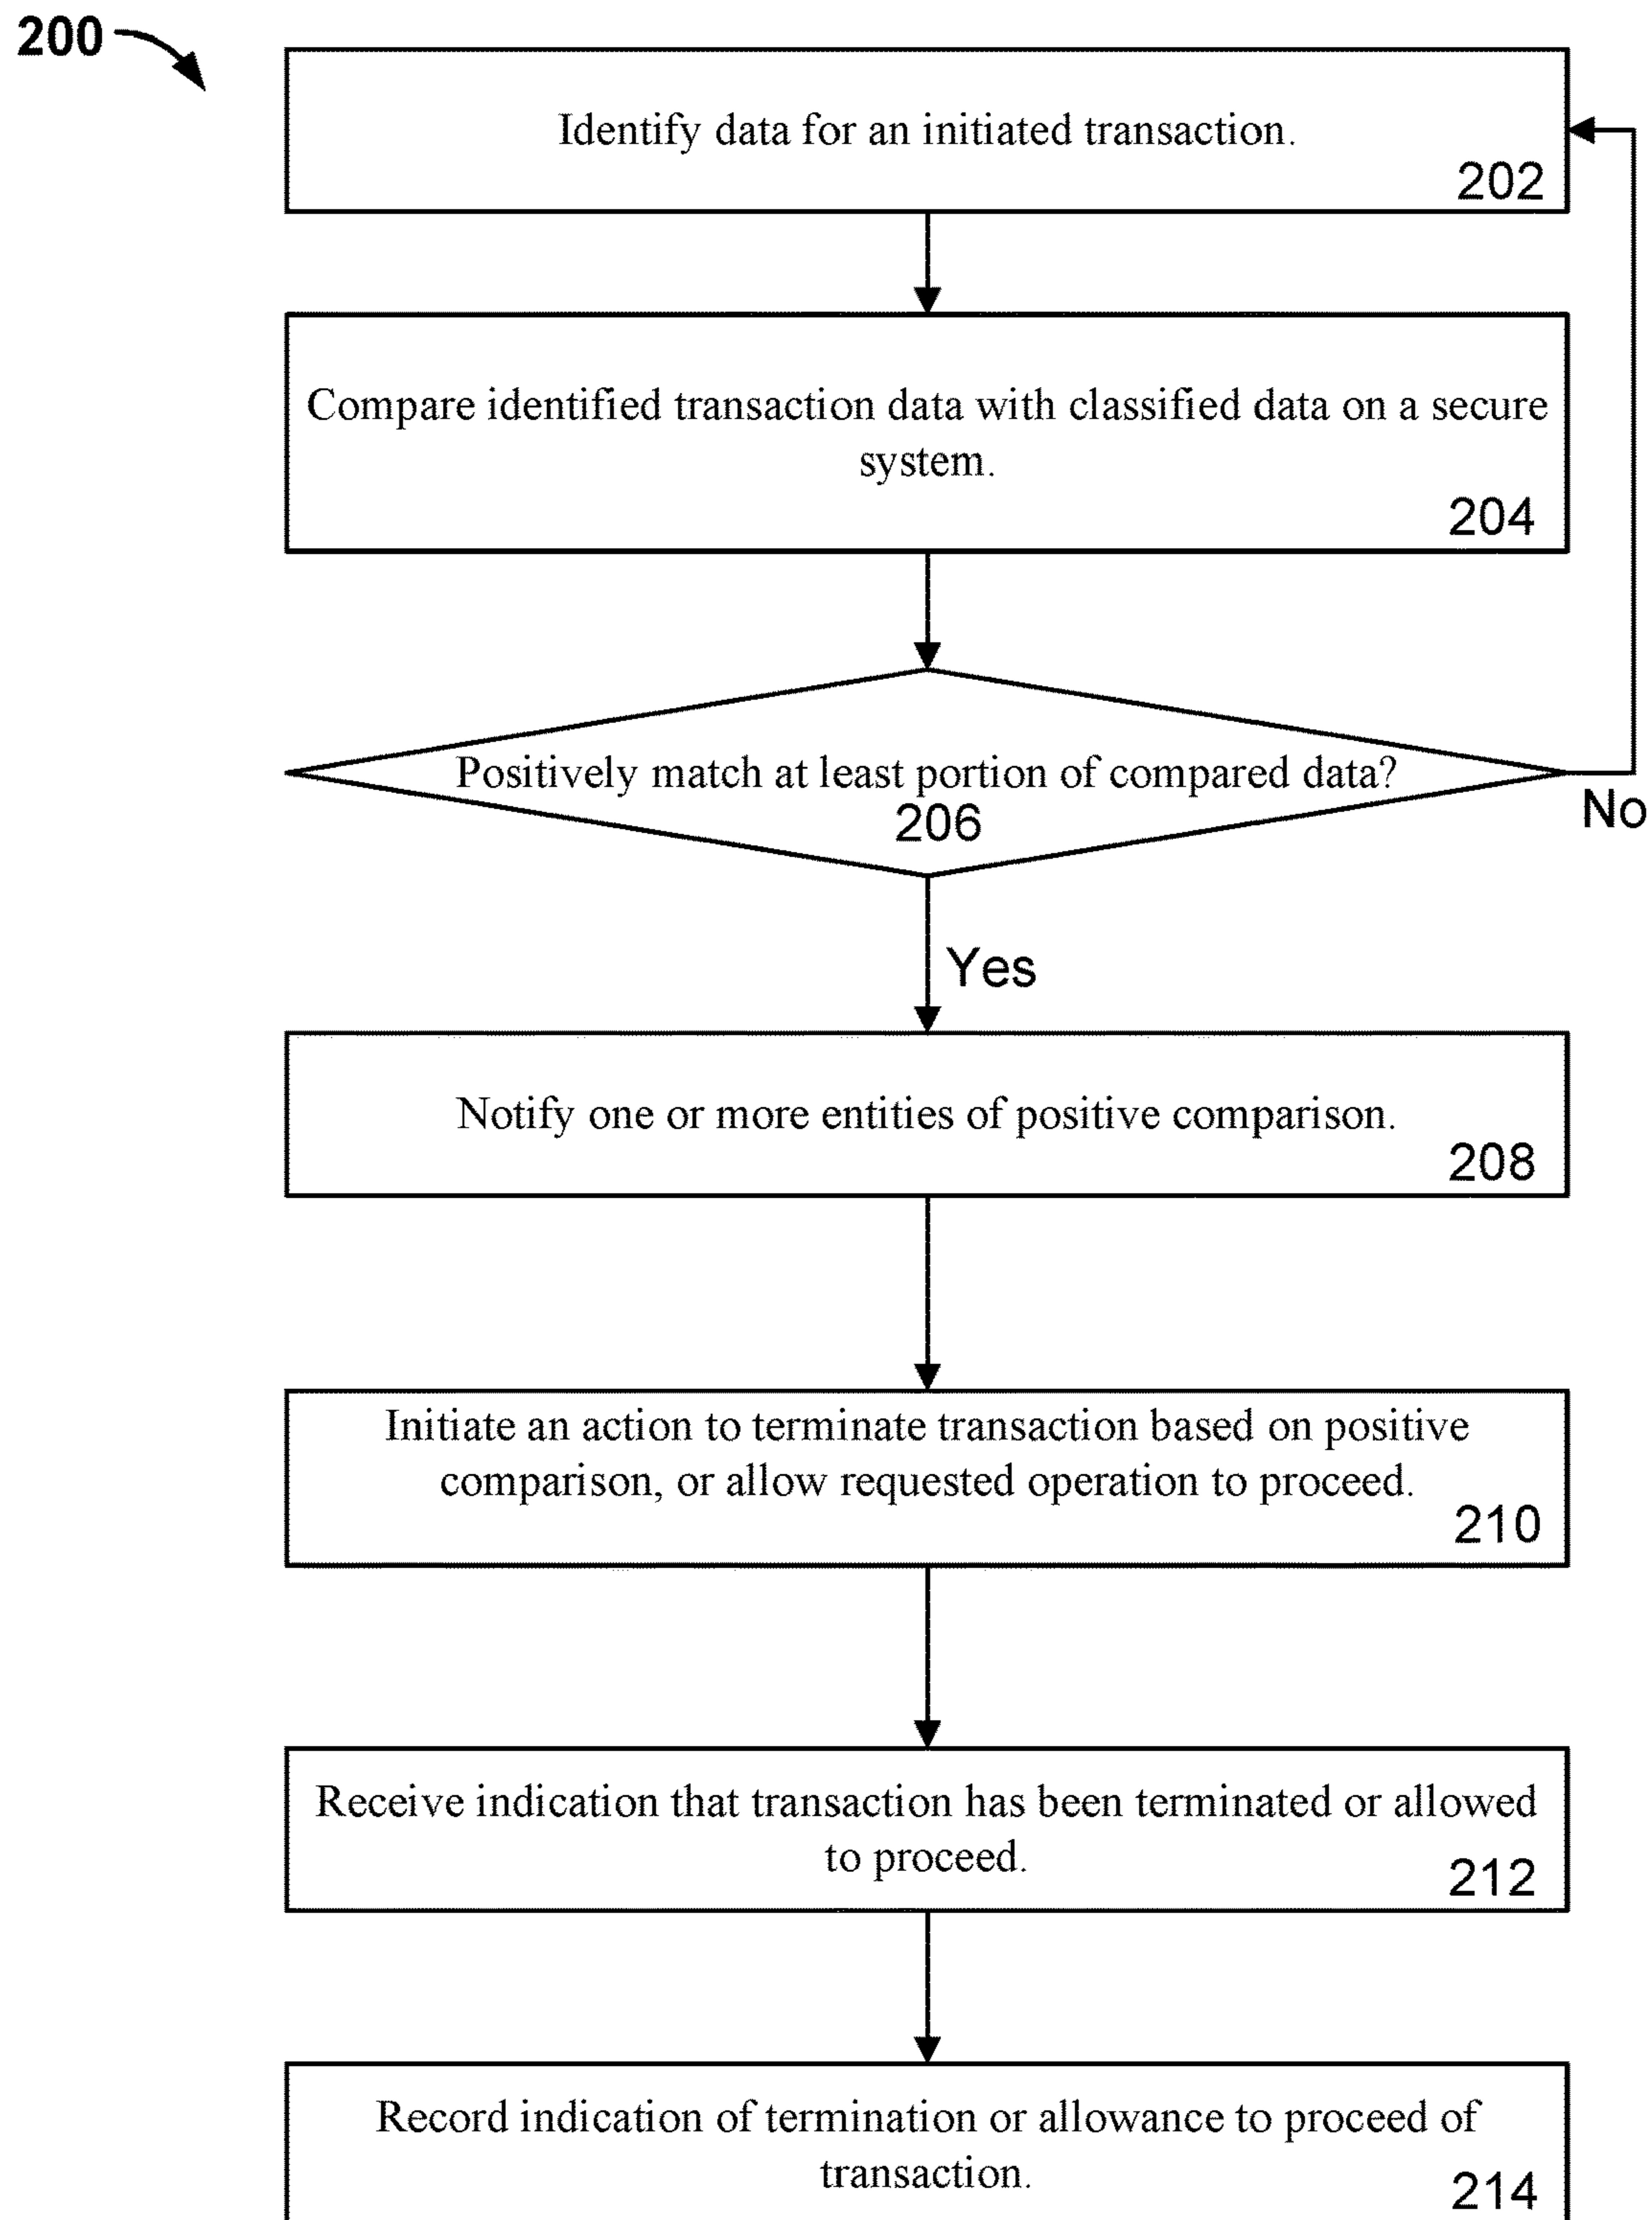 200
Identify data for an initiated transaction.
202
Compare identified transaction data with classified data on a secure
system.
204
Positively match at least portion of compared data?
206
No
Yes
Notify one or more entities of positive comparison.
208
Initiate an action to terminate transaction based on positive
comparison, or allow requested operation to proceed.
210
Receive indication that transaction has been terminated or allowed
to proceed.
212
Record indication of termination or allowance to proceed of
transaction.
214